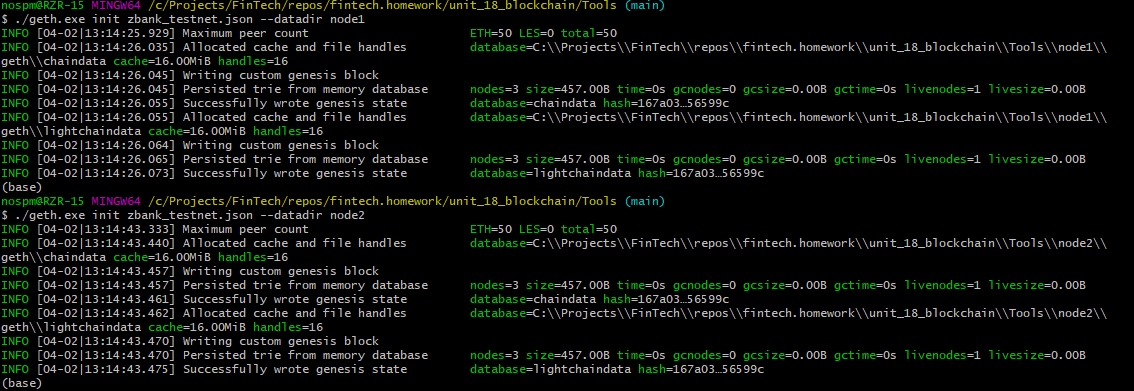 nospm@RZR-15 MINGW64 /c/Projects/FinTech/repos/fintech.homework/unit_18_blockchain/Tools (main)
$ ./geth.exe init zbank_testnet.json --datadir node1
INFO [04-02|13:14:25.929] Maximum peer count                       ETH=50 LES=0 total=50
INFO [04-02|13:14:26.035] Allocated cache and file handles         database=C:\\Projects\\FinTech\\repos\\fintech.homework\\unit_18_blockchain\\Tools\\node1\\
geth\\chaindata cache=16.00MiB handles=16
INFO [04-02|13:14:26.045] Writing custom genesis block
INFO [04-02|13:14:26.045] Persisted trie from memory database      nodes=3 size=457.00B time=0s gcnodes=0 gcsize=0.00B gctime=0s livenodes=1 livesize=0.00B
INFO [04-02|13:14:26.055] Successfully wrote genesis state         database=chaindata hash=167a03…56599c
INFO [04-02|13:14:26.055] Allocated cache and file handles         database=C:\\Projects\\FinTech\\repos\\fintech.homework\\unit_18_blockchain\\Tools\\node1\\
geth\\lightchaindata cache=16.00MiB handles=16
INFO [04-02|13:14:26.064] Writing custom genesis block
INFO [04-02|13:14:26.065] Persisted trie from memory database      nodes=3 size=457.00B time=0s gcnodes=0 gcsize=0.00B gctime=0s livenodes=1 livesize=0.00B
INFO [04-02|13:14:26.073] Successfully wrote genesis state         database=lightchaindata hash=167a03…56599c
(base)
nospm@RZR-15 MINGW64 /c/Projects/FinTech/repos/fintech.homework/unit_18_blockchain/Tools (main)
$ ./geth.exe init zbank_testnet.json --datadir node2
INFO [04-02|13:14:43.333] Maximum peer count                       ETH=50 LES=0 total=50
INFO [04-02|13:14:43.440] Allocated cache and file handles         database=C:\\Projects\\FinTech\\repos\\fintech.homework\\unit_18_blockchain\\Tools\\node2\\
geth\\chaindata cache=16.00MiB handles=16
INFO [04-02|13:14:43.457] Writing custom genesis block
INFO [04-02|13:14:43.457] Persisted trie from memory database      nodes=3 size=457.00B time=0s gcnodes=0 gcsize=0.00B gctime=0s livenodes=1 livesize=0.00B
INFO [04-02|13:14:43.461] Successfully wrote genesis state         database=chaindata hash=167a03…56599c
INFO [04-02|13:14:43.462] Allocated cache and file handles         database=C:\\Projects\\FinTech\\repos\\fintech.homework\\unit_18_blockchain\\Tools\\node2\\
geth\\lightchaindata cache=16.00MiB handles=16
INFO [04-02|13:14:43.470] Writing custom genesis block
INFO [04-02|13:14:43.470] Persisted trie from memory database      nodes=3 size=457.00B time=0s gcnodes=0 gcsize=0.00B gctime=0s livenodes=1 livesize=0.00B
INFO [04-02|13:14:43.475] Successfully wrote genesis state         database=lightchaindata hash=167a03…56599c
(base)